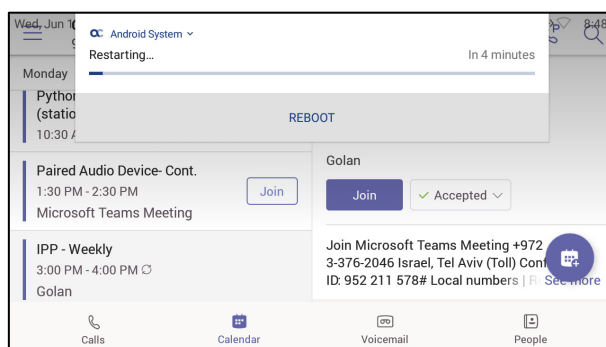 Wed, Jun 1
8:48
Android System
Restarting...
In 4 minutes
REBOOT
Monday
Python
(statio
10:30 A
Paired Audio Device- Cont.
1:30 PM - 2:30 PM
Microsoft Teams Meeting
Join
IPP - Weekly
3:00 PM - 4:00 PM
Golan
Golan
Join
Accepted
Join Microsoft Teams Meeting +972
3-376-2046 Israel, Tel Aviv (Toll) Conf
ID: 952 211 578# Local numbers | R See more
Calls
Calendar
Voicemail
People